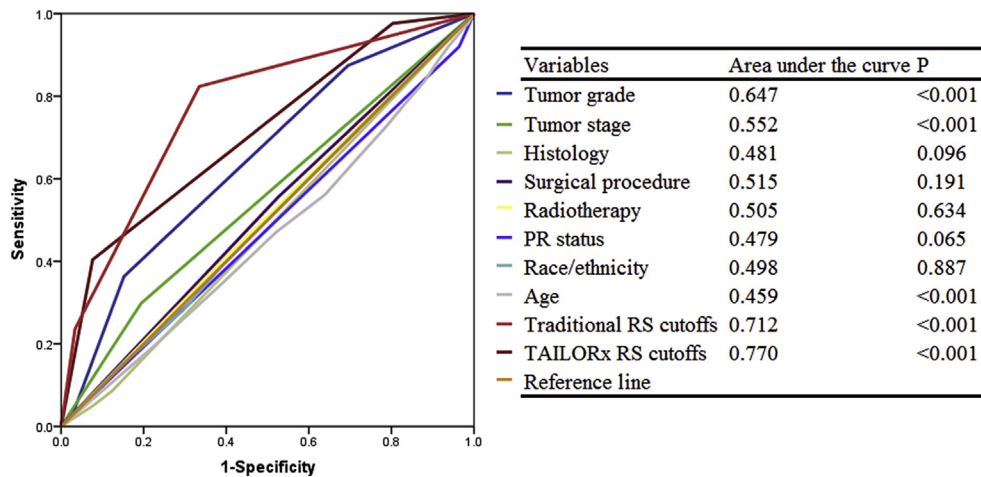 1.0
0.8
0.6
0.4
0.2
0.0
Sensitivity
0.0 0.2 0.4 0.6 0.8 1.0
1-Specificity
Variables Area under the curve P
Tumor grade 0.647 <0.001
Tumor stage 0.552 <0.001
Histology 0.481 0.096
Surgical procedure 0.515 0.191
Radiotherapy 0.505 0.634
PR status 0.479 0.065
Race/ethnicity 0.498 0.887
Age 0.459 <0.001
Traditional RS cutoffs 0.712 <0.001
TAILORx RS cutoffs 0.770 <0.001
Reference line